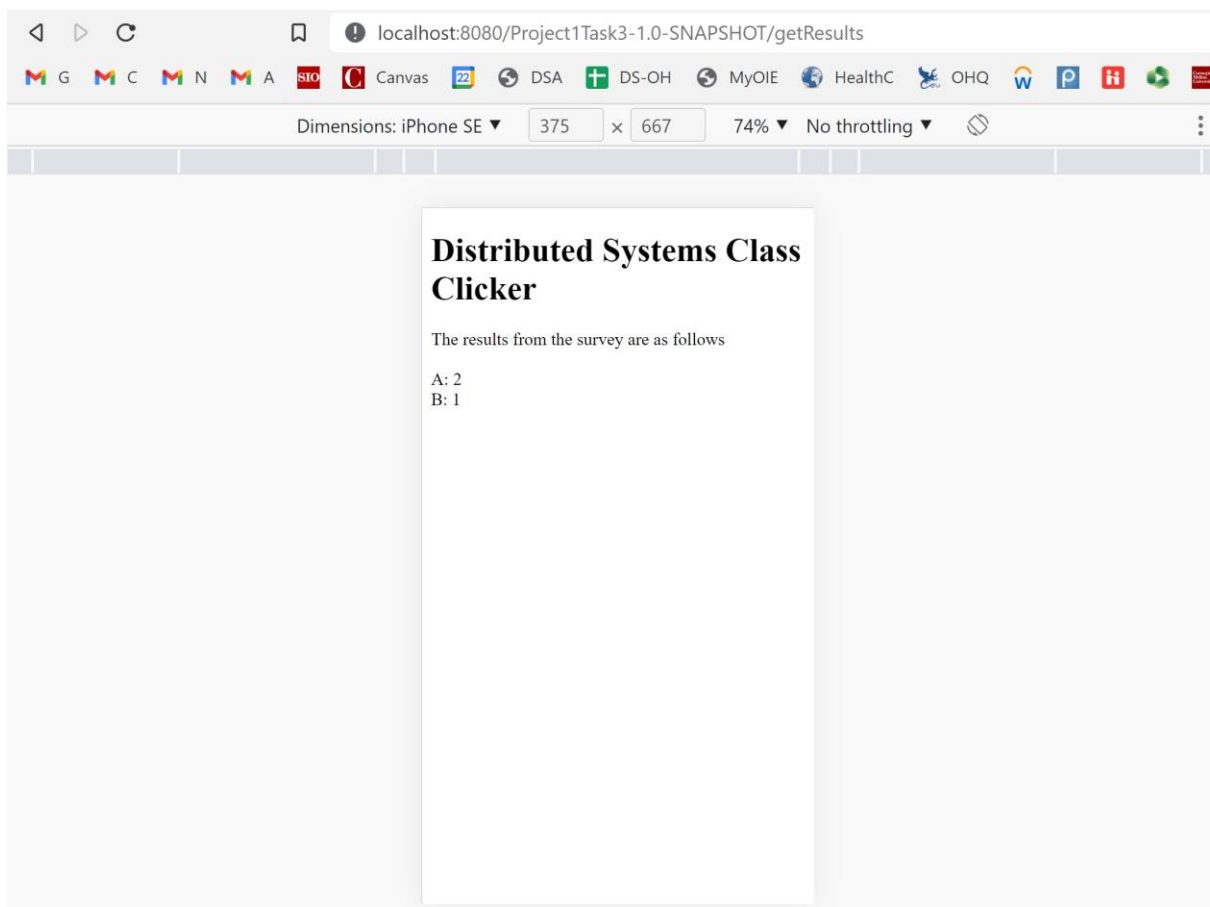 localhost:8080/Project1Task3-1.0-SNAPSHOT/getResults
M G M C M N M A SIO C Canvas 22 DSA DS-OH MyOIE HealthC OHQ
Dimensions: iPhone SE ▼ 375 × 667 74% ▼ No throttling ▼
Distributed Systems Class
Clicker
The results from the survey are as follows
A: 2
B: 1